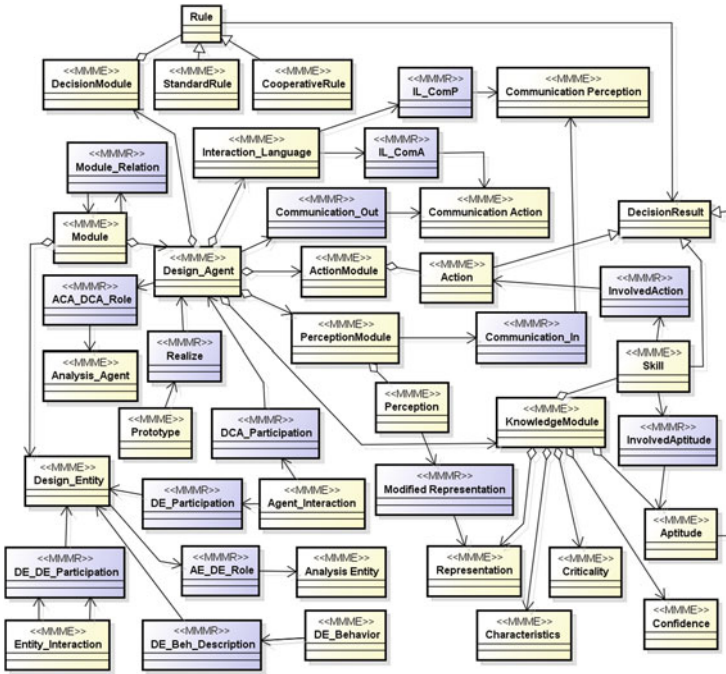 Rule
<<MMME>>
DecisionModule
<<MMME>>
StandardRule
<<MMME>>
CooperativeRule
<<MMMR>>
IL_ComP
<<MMME>>
Communication Perception
<<MMME>>
Interaction_Language
<<MMMR>>
IL_ComA
<<MMMR>>
Module_Relation
<<MMMR>>
Communication_Out
<<MMME>>
Communication Action
DecisionResult
<<MMME>>
Module
<<MMME>>
Design_Agent
<<MMME>>
ActionModule
<<MMME>>
Action
<<MMMR>>
InvolvedAction
<<MMMR>>
ACA_DCA_Role
<<MMMR>>
Realize
<<MMME>>
PerceptionModule
<<MMMR>>
Communication_In
<<MMME>>
Skill
<<MMME>>
Analysis_Agent
<<MMME>>
Prototype
<<MMME>>
Perception
<<MMME>>
KnowledgeModule
<<MMMR>>
DCA_Participation
<<MMMR>>
InvolvedAptitude
<<MMME>>
Design_Entity
<<MMMR>>
DE_Participation
<<MMME>>
Agent_Interaction
<<MMMR>>
Modified Representation
<<MMME>>
Aptitude
<<MMMR>>
DE_DE_Participation
<<MMMR>>
AE_DE_Role
<<MMME>>
Analysis Entity
<<MMME>>
Representation
<<MMME>>
Criticality
<<MMME>>
Entity_Interaction
<<MMMR>>
DE_Beh_Description
<<MMME>>
DE_Behavior
<<MMME>>
Characteristics
<<MMME>>
Confidence